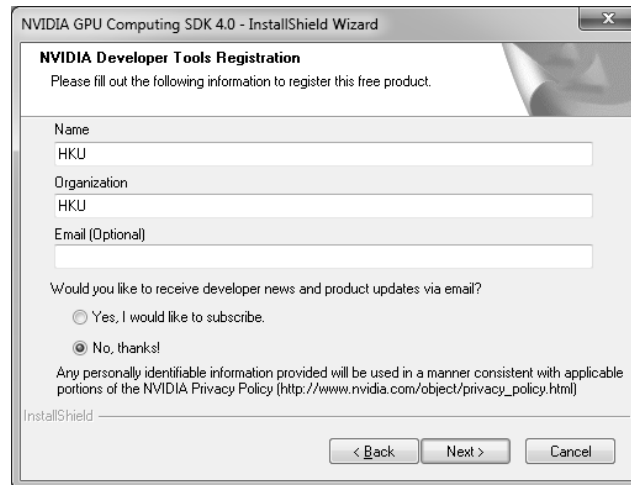 NVIDIA GPU Computing SDK 4.0 - InstallShield Wizard
NVIDIA Developer Tools Registration
Please fill out the following information to register this free product.
Name
HKU
Organization
HKU
Email (Optional)
Would you like to receive developer news and product updates via email?
Yes, I would like to subscribe.
No, thanks!
Any personally identifiable information provided will be used in a manner consistent with applicable
portions of the NVIDIA Privacy Policy (http://www.nvidia.com/object/privacy_policy.html)
InstallShield
< Back Next > Cancel